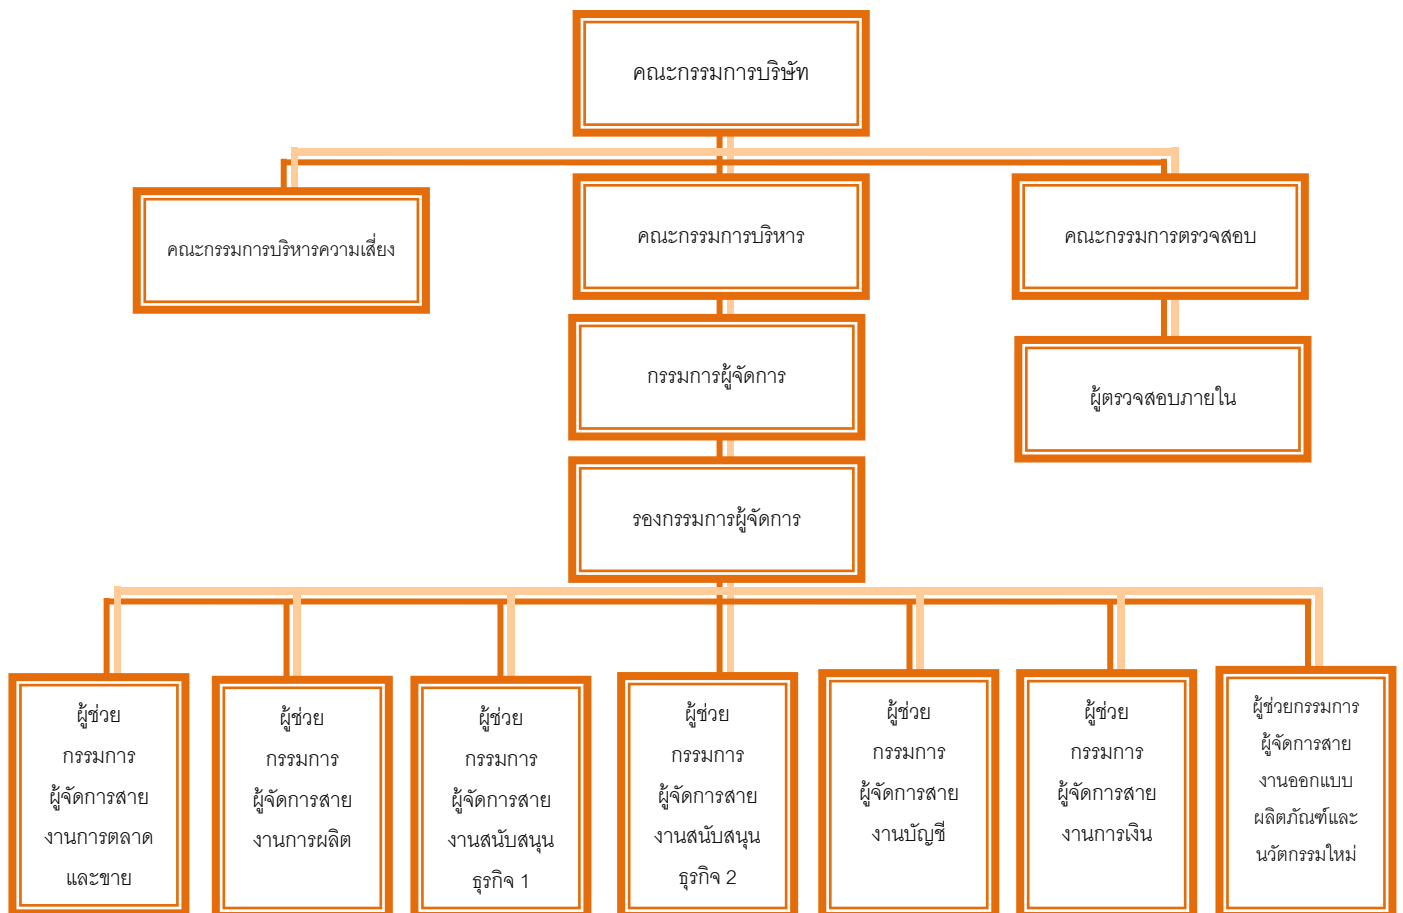 คณะกรรมการบริษัท
คณะกรรมการบริหารความเสี่ยง
คณะกรรมการบริหาร
คณะกรรมการตรวจสอบ
กรรมการผู้จัดการ
ผู้ตรวจสอบภายใน
รองกรรมการผู้จัดการ
ผู้ช่วย
กรรมการ
ผู้จัดการสาย
งานการตลาด
และขาย
ผู้ช่วย
กรรมการ
ผู้จัดการสาย
งานการผลิต
ผู้ช่วย
กรรมการ
ผู้จัดการสาย
งานสนับสนุน
ธุรกิจ 1
ผู้ช่วย
กรรมการ
ผู้จัดการสาย
งานสนับสนุน
ธุรกิจ 2
ผู้ช่วย
กรรมการ
ผู้จัดการสาย
งานบัญชี
ผู้ช่วย
กรรมการ
ผู้จัดการสาย
งานการเงิน
ผู้ช่วยกรรมการ
ผู้จัดการสาย
งานออกแบบ
ผลิตภัณฑ์และ
นวัตกรรมใหม่